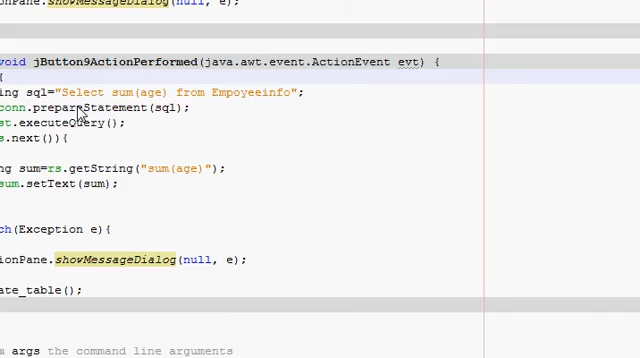 onPane.showMessageDialog(null, e);
void jButton9ActionPerformed(java.awt.event.ActionEvent evt) {
{
ing sql="Select sum(age) from Empoyeeinfo";
conn.prepareStatement(sql);
st.executeQuery();
s.next()){
ng sum=rs.getString("sum(age)");
sum.setText(sum);
ch(Exception e){
ionPane.showMessageDialog(null, e);
ate_table();
m args the command line arguments